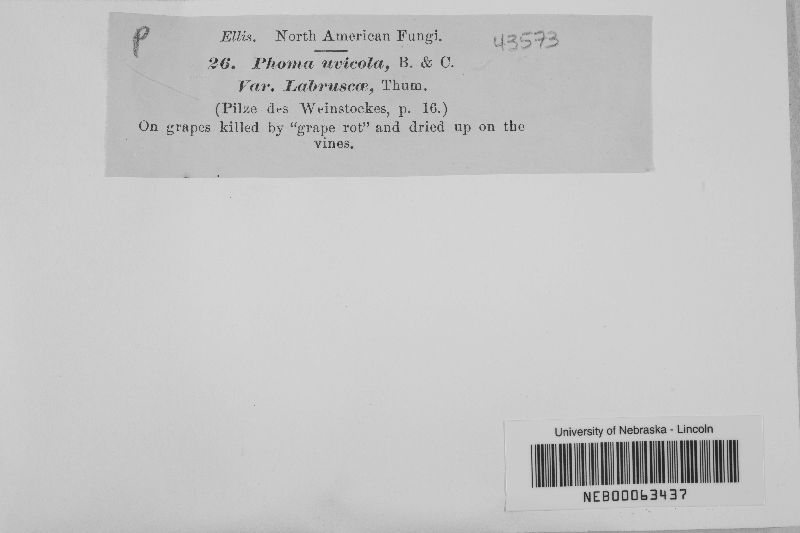 P
Ellis. North American Fungi.
43573
26. Phoma uvicola, B. & C.
Var. Labruscæ, Thum.
(Pilze des Weinstockes, p. 16.)
On grapes killed by "grape rot" and dried up on the
vines.
University of Nebraska - Lincoln
NEB00063437